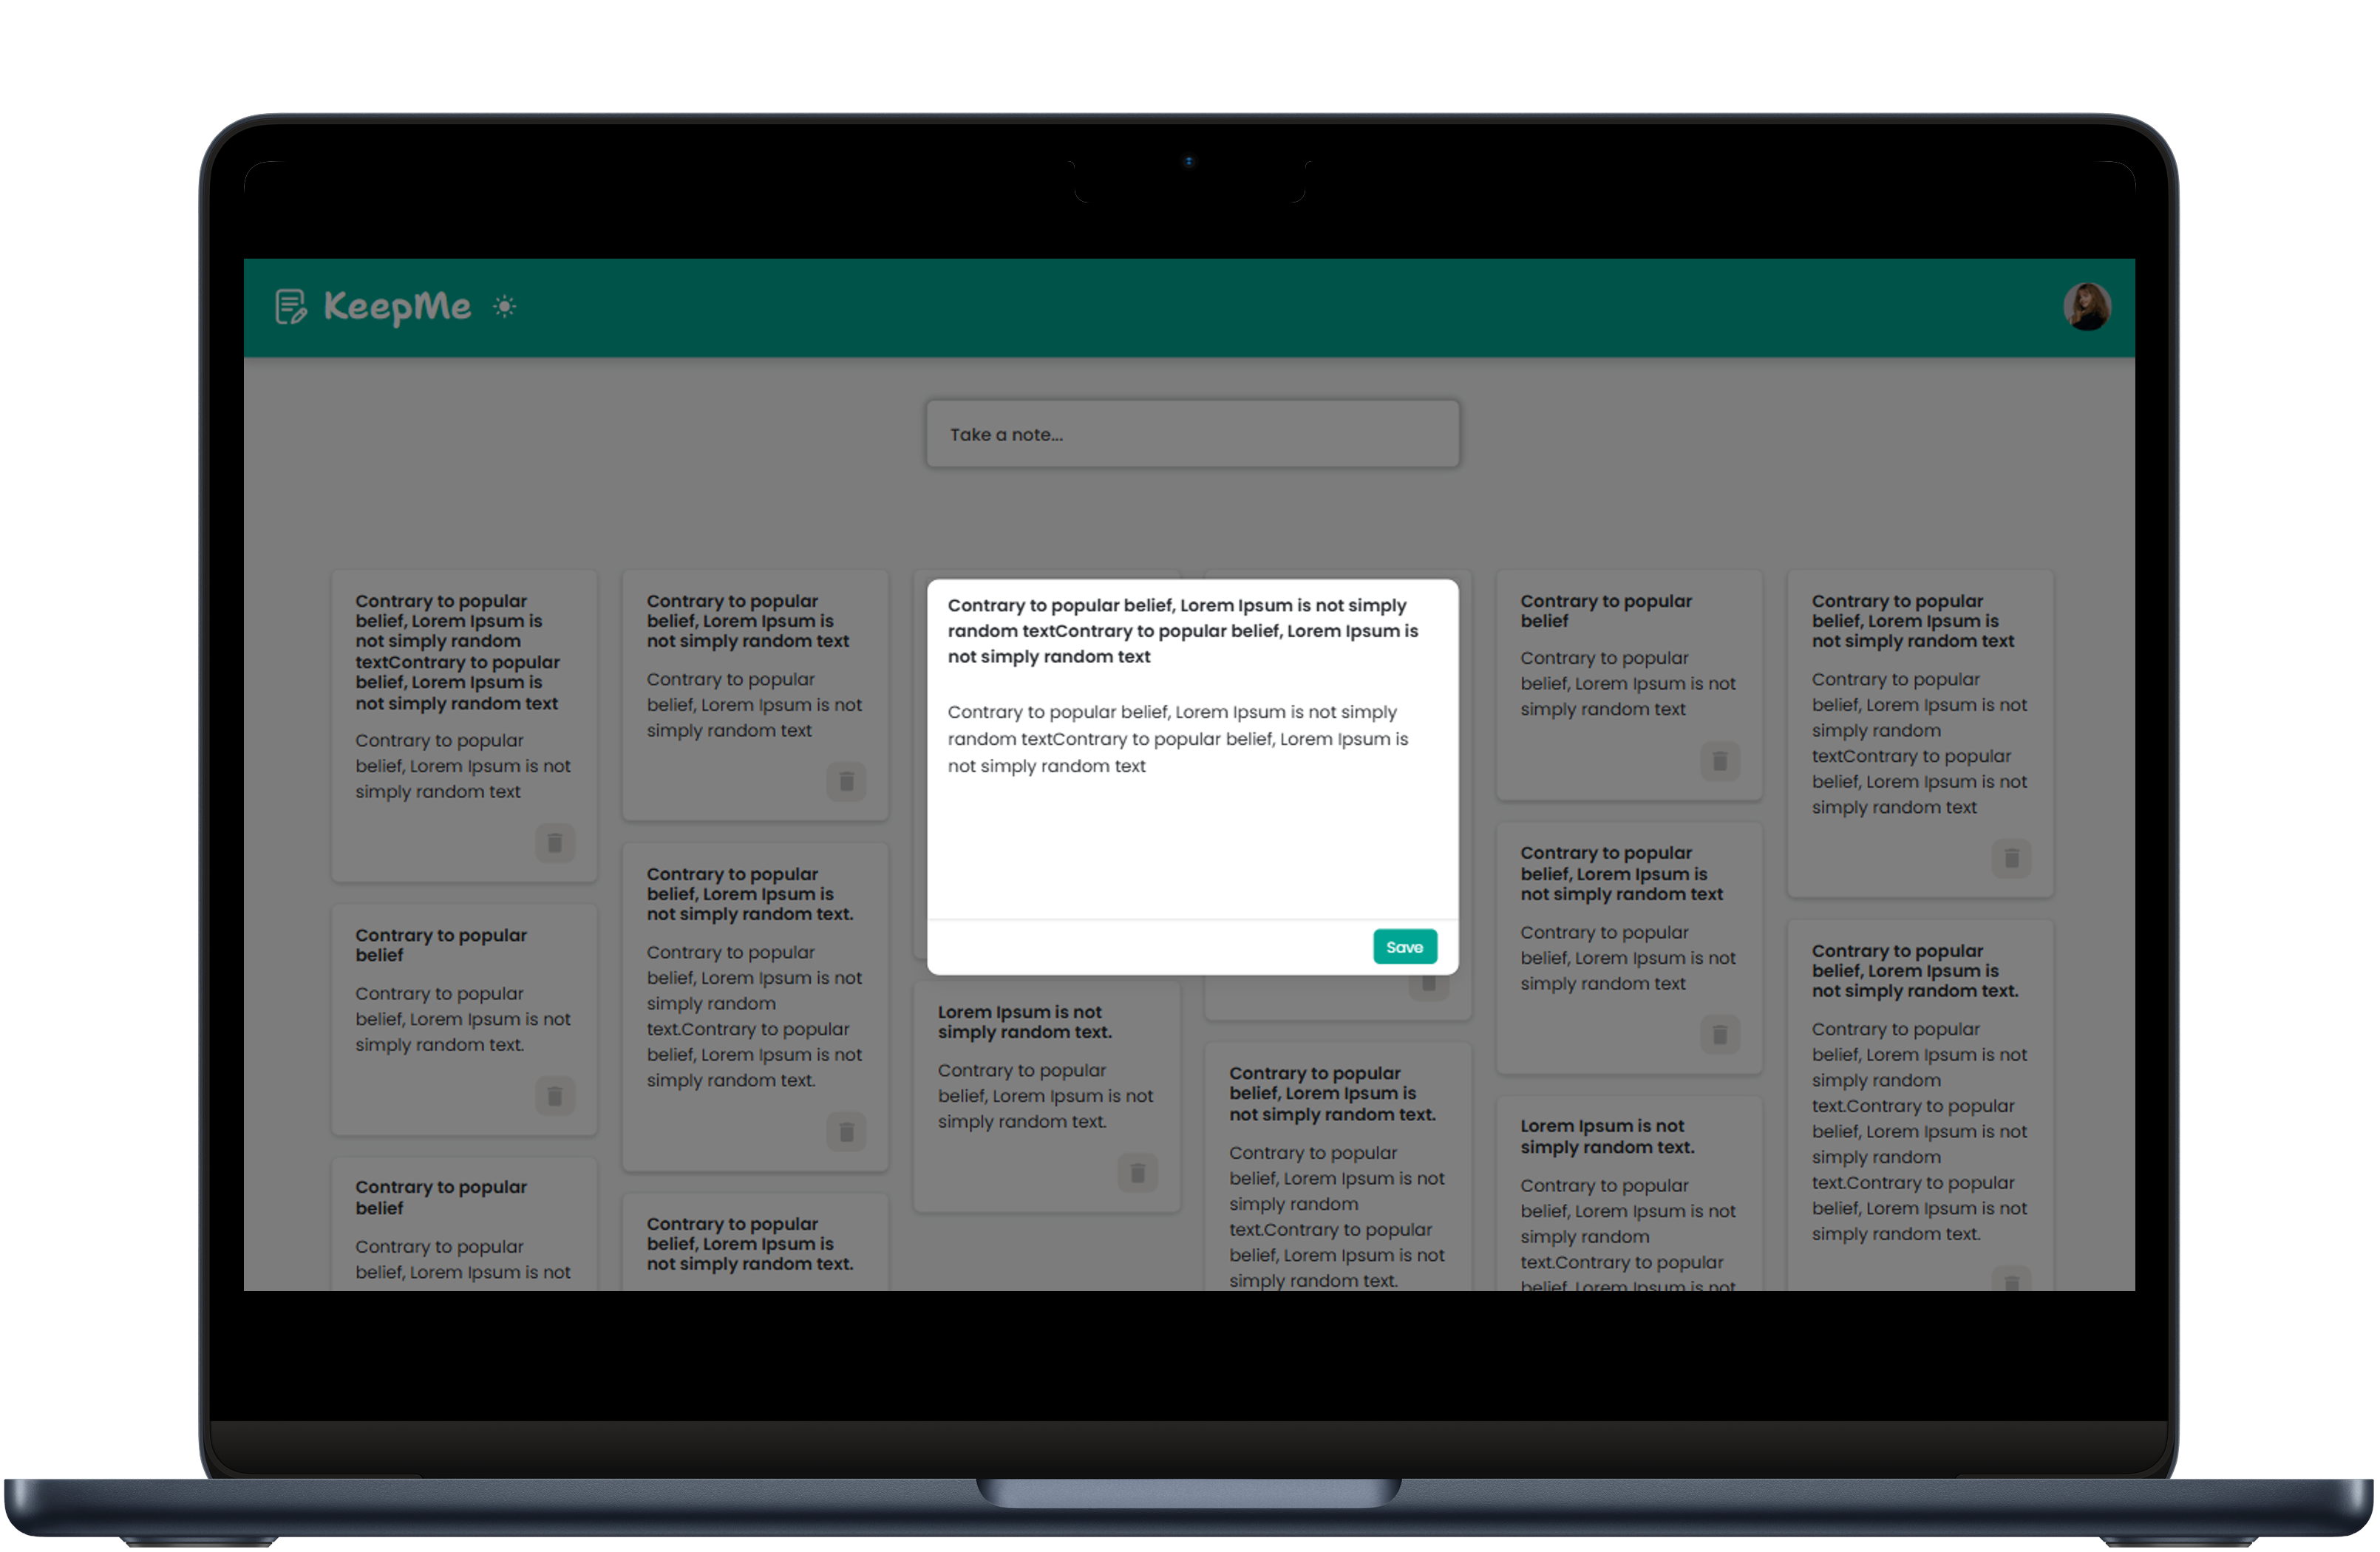 KeepMe
Take a note...
Contrary to popular
belief, Lorem Ipsum is
not simply random
textContrary to popular
belief, Lorem Ipsum is
not simply random text
Contrary to popular
belief, Lorem Ipsum is not
simply random text
Contrary to popular
belief
Contrary to popular
belief, Lorem Ipsum is not
simply random text.
Contrary to popular
belief
Contrary to popular
belief, Lorem Ipsum is not
Contrary to popular
belief, Lorem Ipsum is
not simply random text
Contrary to popular
belief, Lorem Ipsum is not
simply random text
Contrary to popular
belief, Lorem Ipsum is
not simply random text.
Contrary to popular
belief, Lorem Ipsum is not
simply random
text.Contrary to popular
belief, Lorem Ipsum is not
simply random text.
Contrary to popular
belief, Lorem Ipsum is
not simply random text.
Contrary to popular belief, Lorem Ipsum is not simply
random textContrary to popular belief, Lorem Ipsum is
not simply random text
Contrary to popular belief, Lorem Ipsum is not simply
random textContrary to popular belief, Lorem Ipsum is
not simply random text
Save
Lorem Ipsum is not
simply random text.
Contrary to popular
belief, Lorem Ipsum is not
simply random text.
Contrary to popular
belief, Lorem Ipsum is
not simply random text.
Contrary to popular
belief, Lorem Ipsum is not
simply random
text.Contrary to popular
belief, Lorem Ipsum is not
simply random text.
Contrary to popular
belief
Contrary to popular
belief, Lorem Ipsum is not
simply random text
Contrary to popular
belief, Lorem Ipsum is
not simply random text
Contrary to popular
belief, Lorem Ipsum is not
simply random text
Lorem Ipsum is not
simply random text.
Contrary to popular
belief, Lorem Ipsum is not
simply random
text.Contrary to popular
belief, Lorem Ipsum is not
Contrary to popular
belief, Lorem Ipsum is
not simply random text
Contrary to popular
belief, Lorem Ipsum is not
simply random
textContrary to popular
belief, Lorem Ipsum is not
simply random text
Contrary to popular
belief, Lorem Ipsum is
not simply random text.
Contrary to popular
belief, Lorem Ipsum is not
simply random
text.Contrary to popular
belief, Lorem Ipsum is not
simply random
text.Contrary to popular
belief, Lorem Ipsum is not
simply random text.